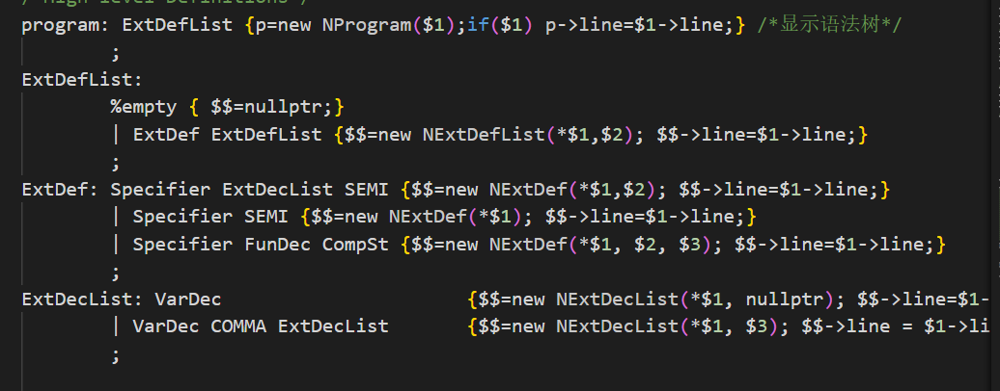 / High-level Definitions /
program: ExtDefList {p=new NProgram($1);if($1) p->line=$1->line;} /*显示语法树*/
;
ExtDefList:
%empty { $$=nullptr;}
| ExtDef ExtDefList {$$=new NExtDefList(*$1,$2); $$->line=$1->line;}
;
ExtDef: Specifier ExtDecList SEMI {$$=new NExtDef(*$1,$2); $$->line=$1->line;}
| Specifier SEMI {$$=new NExtDef(*$1); $$->line=$1->line;}
| Specifier FunDec CompSt {$$=new NExtDef(*$1, $2, $3); $$->line=$1->line;}
;
ExtDecList: VarDec {$$=new NExtDecList(*$1, nullptr); $$->line=$1-
| VarDec COMMA ExtDecList {$$=new NExtDecList(*$1, $3); $$->line = $1->li
;